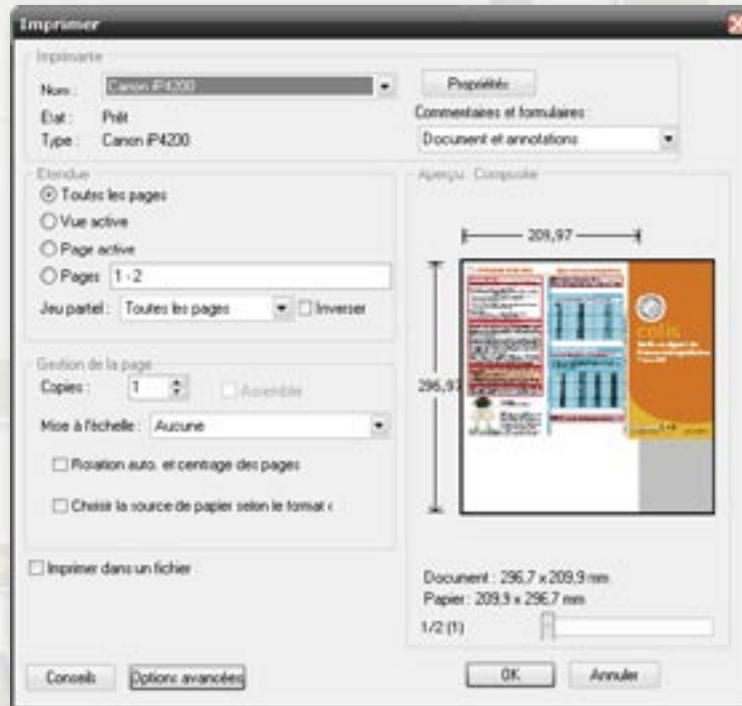 Imprimer
Imprimante
Nom : Canon iP4200
Propriétés
Etat : Prêt
Commentaires et formulaires :
Type : Canon iP4200
Document et annotations
Etendue
Toutes les pages
Vue active
Page active
Pages 1 - 2
Jeu partiel : Toutes les pages
Inverser
Gestion de la page
Copies : 1
Assembler
Mise à l'échelle : Aucune
Rotation auto. et centrage des pages
Choisir la source de papier selon le format
Imprimer dans un fichier
Conseils
Options avancées
Aperçu : Composite
209,97
296,97
colis
Document : 296,7 x 209,9 mm
Papier : 209,9 x 296,7 mm
1/2 (1)
OK
Annuler